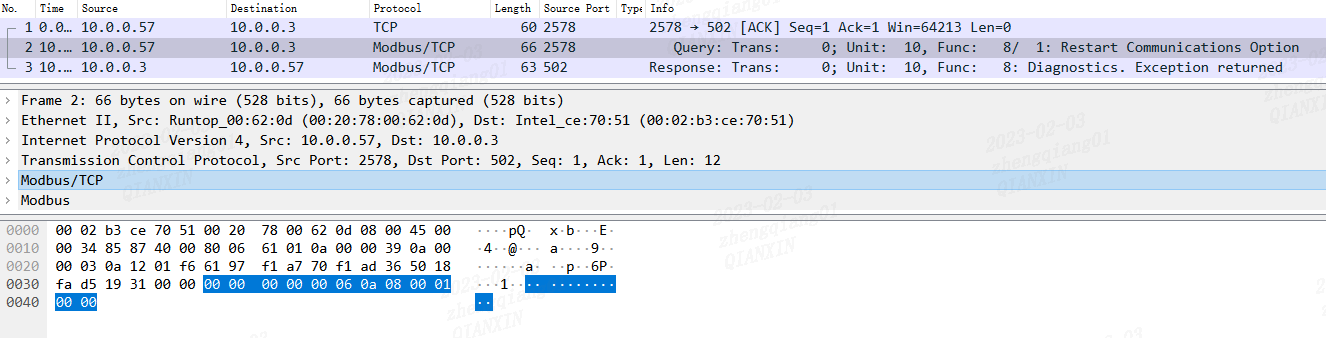 No. Time Source Destination Protocol Length Source Port Type Info
1 0.0… 10.0.0.57 10.0.0.3 TCP 60 2578 2578 → 502 [ACK] Seq=1 Ack=1 Win=64213 Len=0
2 10.… 10.0.0.57 10.0.0.3 Modbus/TCP 66 2578 Query: Trans: 0; Unit: 10, Func: 8/ 1: Restart Communications Option
3 10.… 10.0.0.3 10.0.0.57 Modbus/TCP 63 502 Response: Trans: 0; Unit: 10, Func: 8: Diagnostics. Exception returned
Frame 2: 66 bytes on wire (528 bits), 66 bytes captured (528 bits)
Ethernet II, Src: Runtop_00:62:0d (00:20:78:00:62:0d), Dst: Intel_ce:70:51 (00:02:b3:ce:70:51)
Internet Protocol Version 4, Src: 10.0.0.57, Dst: 10.0.0.3
Transmission Control Protocol, Src Port: 2578, Dst Port: 502, Seq: 1, Ack: 1, Len: 12
Modbus/TCP
Modbus
0000 00 02 b3 ce 70 51 00 20 78 00 62 0d 08 00 45 00 ····pQ· x·b···E·
0010 00 34 85 87 40 00 80 06 61 01 0a 00 00 39 0a 00 ·4··@··· a····9··
0020 00 03 0a 12 01 f6 61 97 f1 a7 70 f1 ad 36 50 18 ······a· ··p··6P·
0030 fa d5 19 31 00 00 00 00 00 00 00 06 0a 08 00 01 ···1···· ········
0040 00 00 ··
2023-02-03
zhengqiang01
QIANXIN
2023-02-03
zhengqiang01
QIANXIN